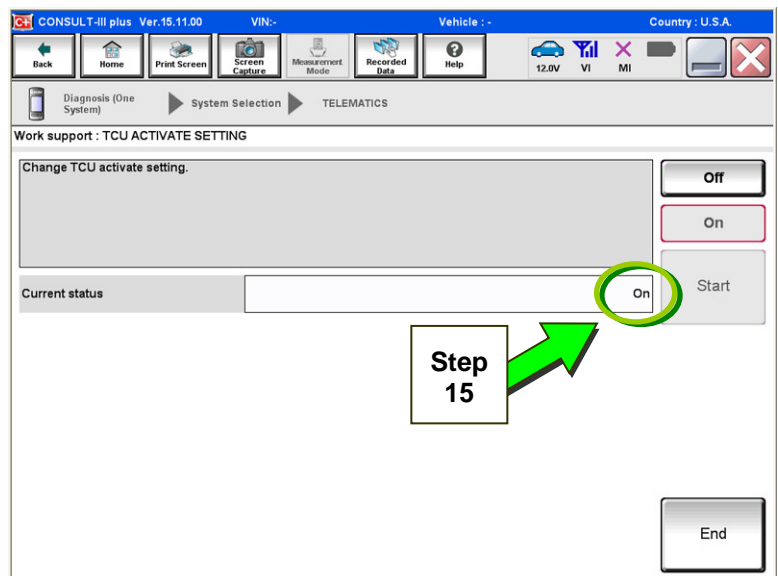 CONSULT-III plus Ver.15.11.00 VIN:- Vehicle : - Country : U.S.A.
Back
Home
Print Screen
Screen Capture
Measurement Mode
Recorded Data
Help
12.0V
VI
MI
Diagnosis (One System)
System Selection
TELEMATICS
Work support : TCU ACTIVATE SETTING
Change TCU activate setting.
Off
On
Start
Current status
On
Step
15
End